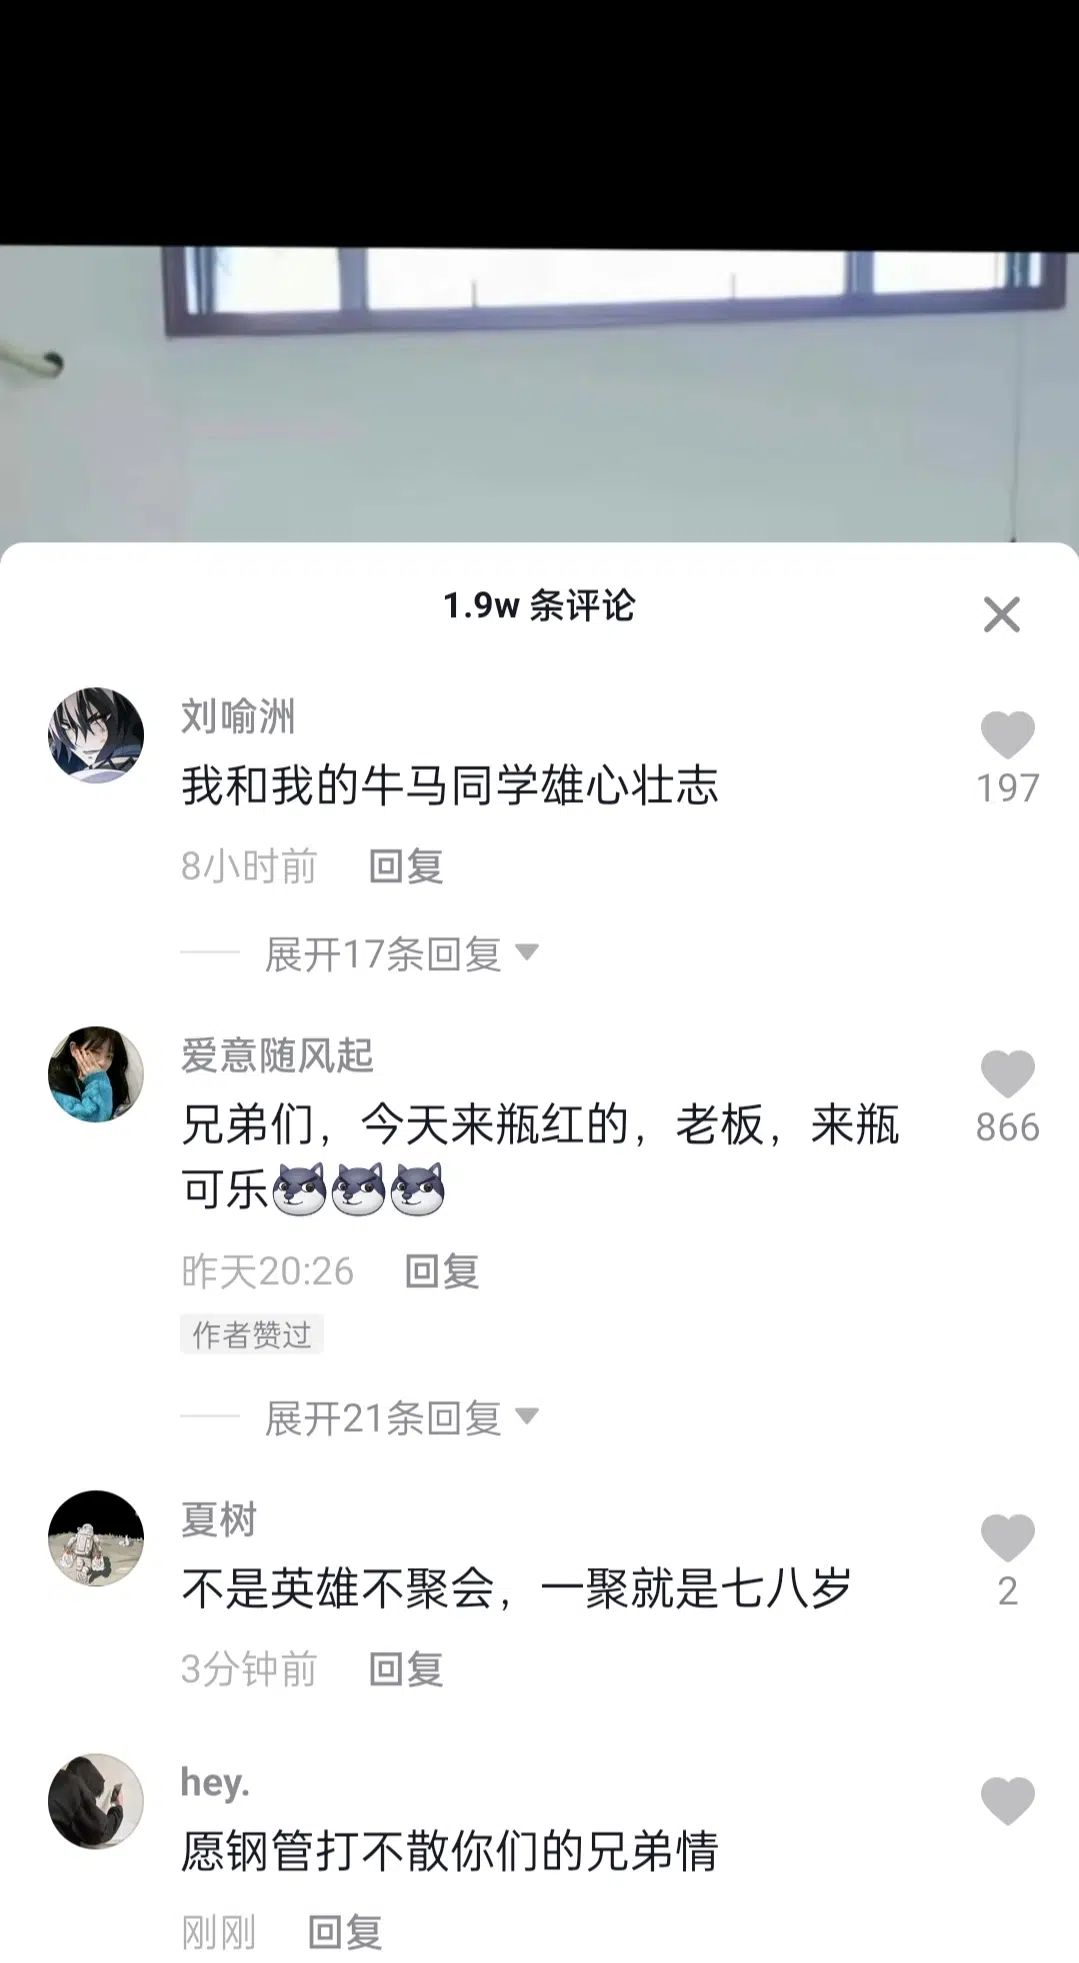 1.9w 条评论
刘喻洲
我和我的牛马同学雄心壮志
197
8小时前 回复
展开17条回复
爱意随风起
兄弟们，今天来瓶红的，老板，来瓶
可乐
866
昨天20:26 回复
作者赞过
展开21条回复
夏树
不是英雄不聚会，一聚就是七八岁
2
3分钟前 回复
hey.
愿钢管打不散你们的兄弟情
刚刚 回复